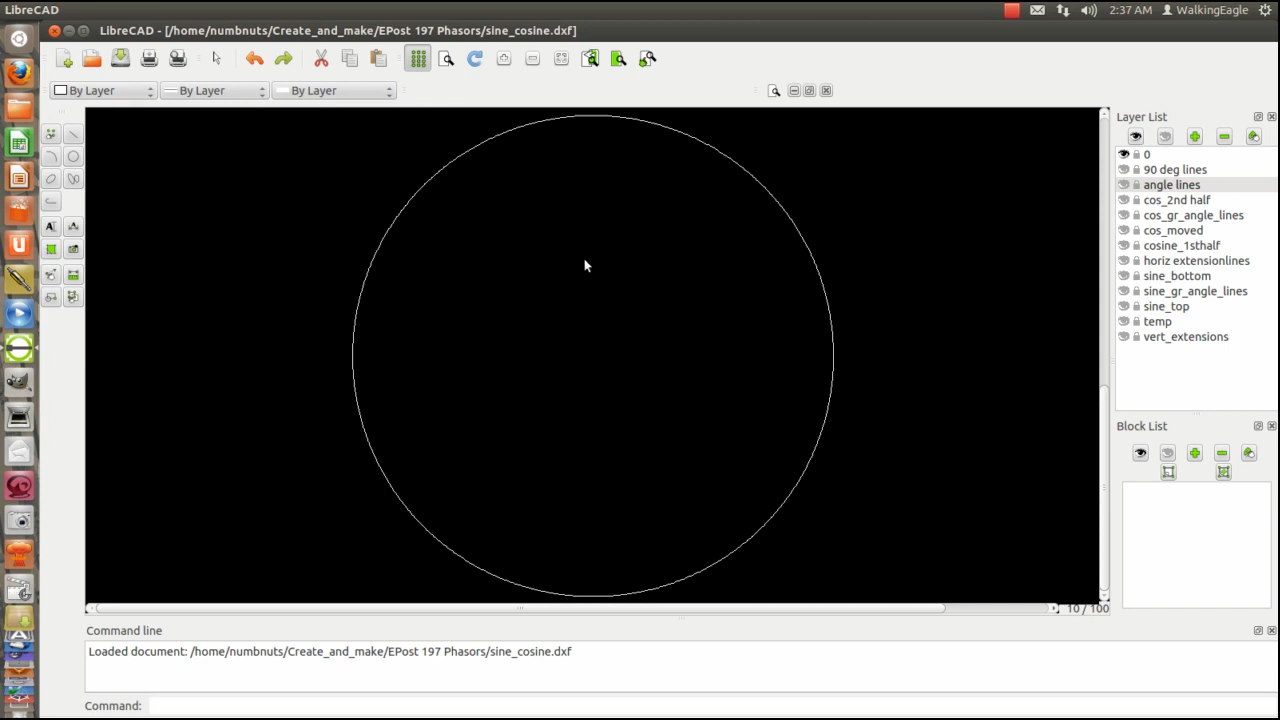 LibreCAD
2:37 AM
WalkingEagle
LibreCAD - [/home/numbnuts/Create_and_make/EPost 197 Phasors/sine_cosine.dxf]
By Layer
By Layer
By Layer
Layer List
0
90 deg lines
angle lines
cos_2nd half
cos_gr_angle_lines
cos_moved
cosine_1sthalf
horiz extensionlines
sine_bottom
sine_gr_angle_lines
sine_top
temp
vert_extensions
Block List
10 / 100
Command line
Loaded document: /home/numbnuts/Create_and_make/EPost 197 Phasors/sine_cosine.dxf
Command: